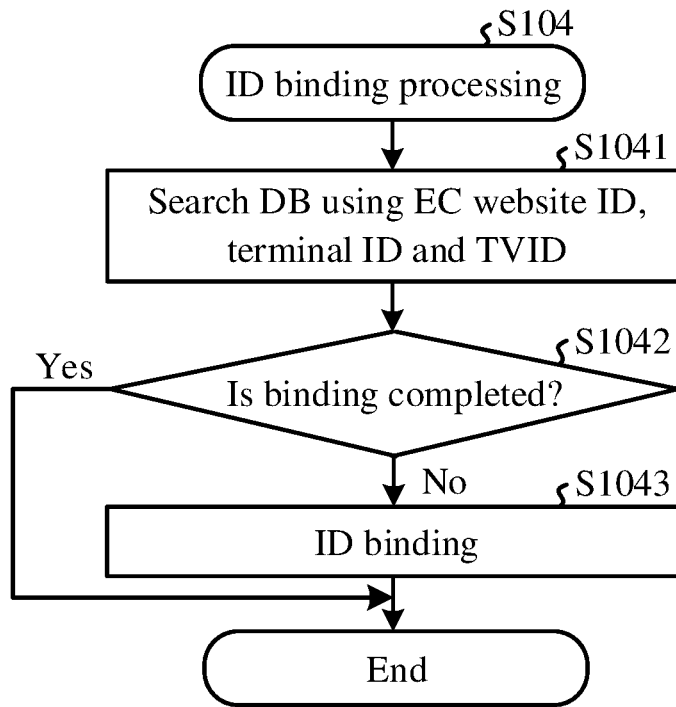 S104
ID binding processing
S1041
Search DB using EC website ID,
terminal ID and TVID
S1042
Yes
Is binding completed?
No
S1043
ID binding
End